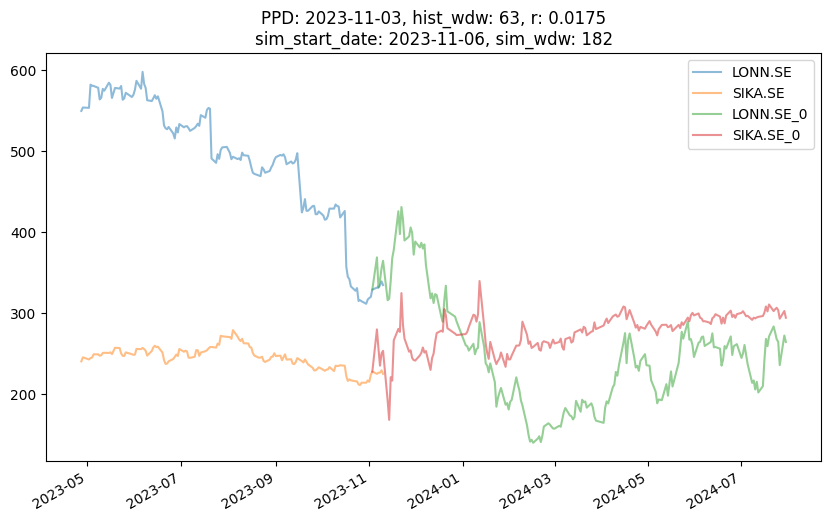 PPD: 2023-11-03, hist_wdw: 63, r: 0.0175
sim_start_date: 2023-11-06, sim_wdw: 182
LONN.SE
SIKA.SE
LONN.SE_0
SIKA.SE_0
600
500
400
300
200
2023-05
2023-07
2023-09
2023-11
2024-01
2024-03
2024-05
2024-07